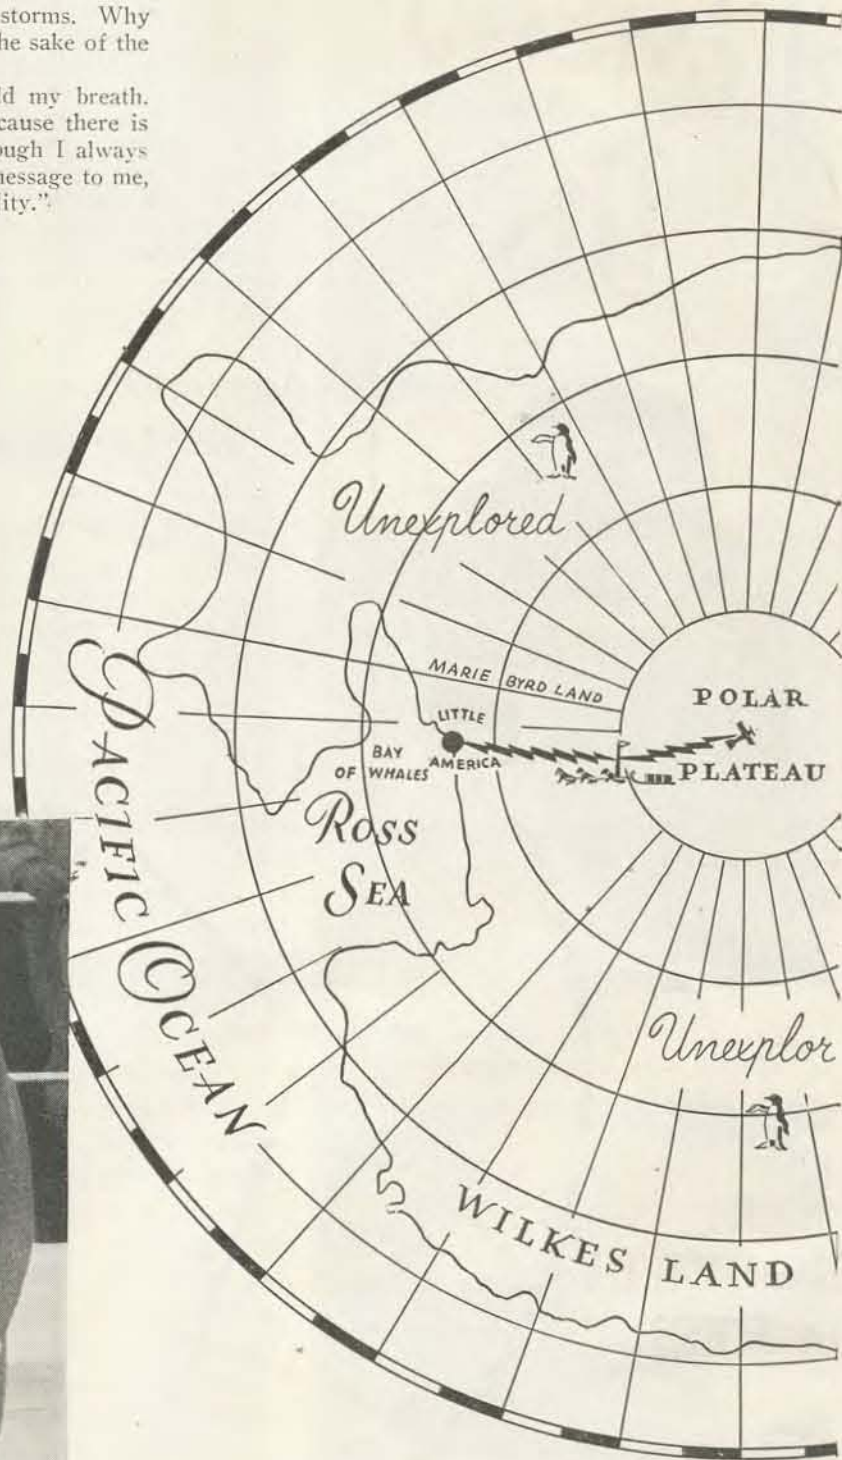 storms. Why
he sake of the
d my breath.
cause there is
ough I always
message to me,
lity."
Unexplored
MARIE BYRD LAND
POLAR
PLATEAU
LITTLE
AMERICA
BAY
OF WHALES
ROSS
SEA
PACIFIC OCEAN
Unexplor
WILKES LAND